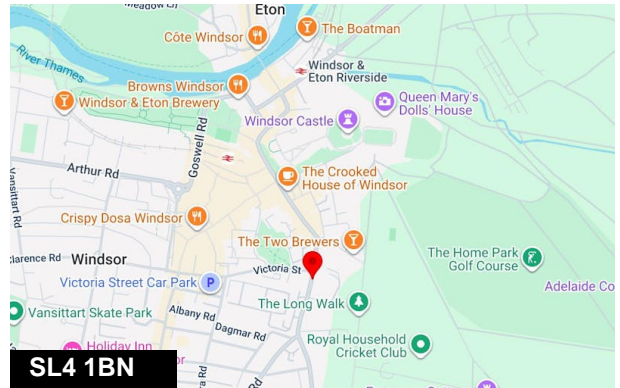 Meadow Ln
Eton
Côte Windsor
The Boatman
River Thames
Windsor &
Eton Riverside
Browns Windsor
Windsor & Eton Brewery
Queen Mary's
Dolls' House
Windsor Castle
Goswell Rd
Arthur Rd
The Crooked
House of Windsor
Vansittart Rd
Crispy Dosa Windsor
The Two Brewers
The Home Park
Golf Course
Clarence Rd
Windsor
Victoria St
Victoria Street Car Park
P
Adelaide Co
The Long Walk
Vansittart Skate Park
Albany Rd
Dagmar Rd
Royal Household
Cricket Club
Holiday Inn
SL4 1BN